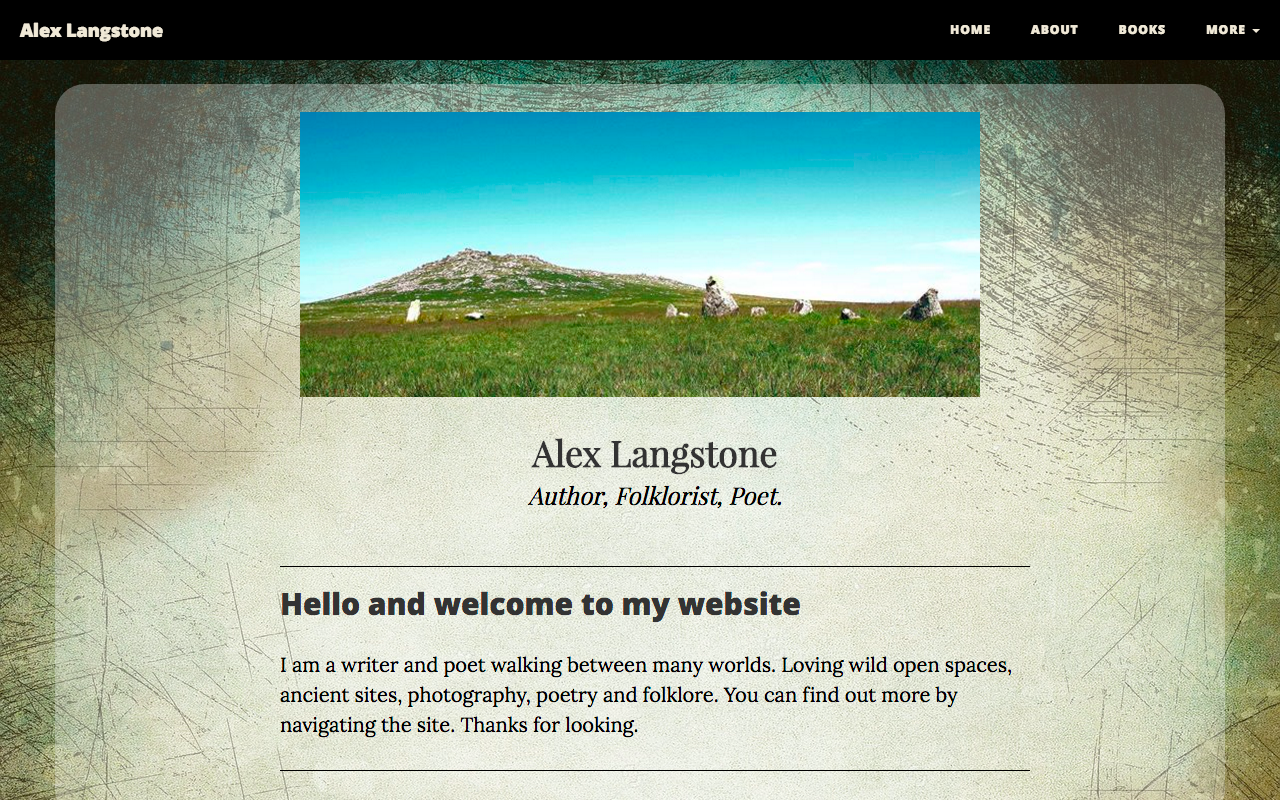 Alex Langstone
HOME
ABOUT
BOOKS
MORE
Alex Langstone
Author, Folklorist, Poet.
Hello and welcome to my website
I am a writer and poet walking between many worlds. Loving wild open spaces,
ancient sites, photography, poetry and folklore. You can find out more by
navigating the site. Thanks for looking.